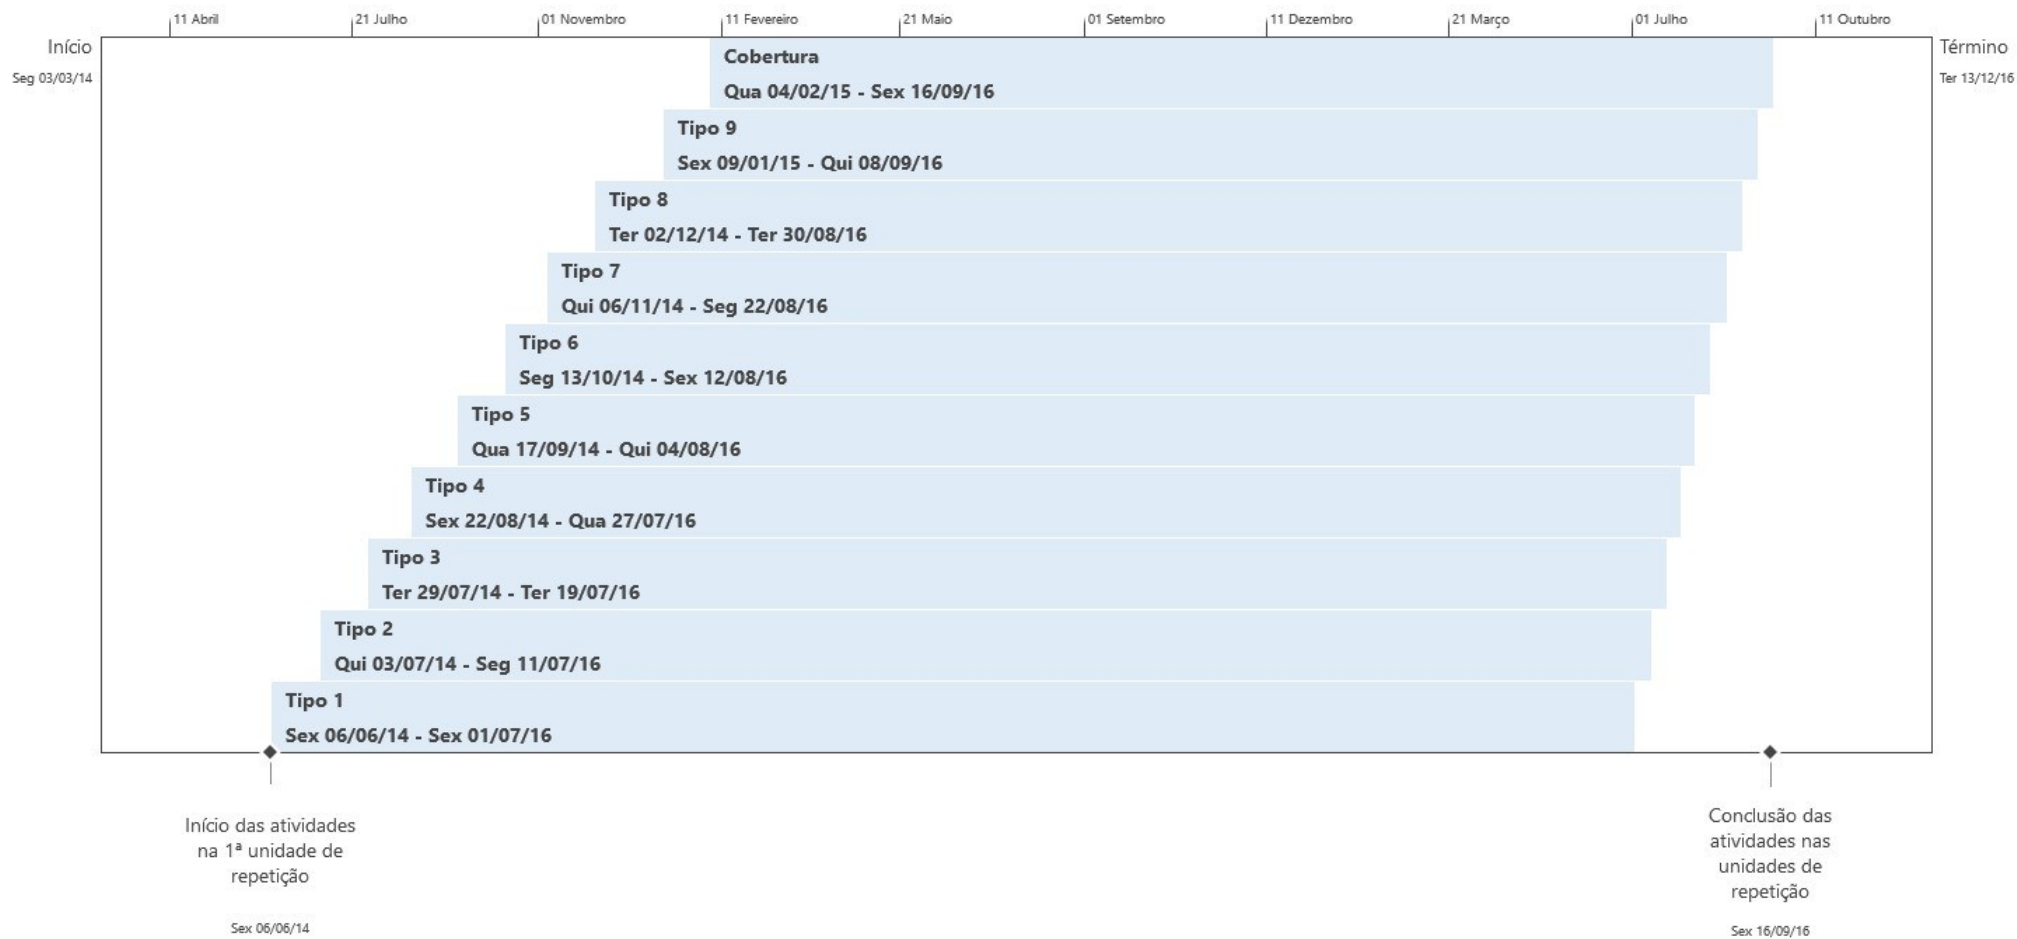 11 Abril
21 Julho
01 Novembro
11 Fevereiro
21 Maio
01 Setembro
11 Dezembro
21 Março
01 Julho
11 Outubro
Início
Seg 03/03/14
Término
Ter 13/12/16
Cobertura
Qua 04/02/15 - Sex 16/09/16
Tipo 9
Sex 09/01/15 - Qui 08/09/16
Tipo 8
Ter 02/12/14 - Ter 30/08/16
Tipo 7
Qui 06/11/14 - Seg 22/08/16
Tipo 6
Seg 13/10/14 - Sex 12/08/16
Tipo 5
Qua 17/09/14 - Qui 04/08/16
Tipo 4
Sex 22/08/14 - Qua 27/07/16
Tipo 3
Ter 29/07/14 - Ter 19/07/16
Tipo 2
Qui 03/07/14 - Seg 11/07/16
Tipo 1
Sex 06/06/14 - Sex 01/07/16
Início das atividades
na 1ª unidade de
repetição
Sex 06/06/14
Conclusão das
atividades nas
unidades de
repetição
Sex 16/09/16